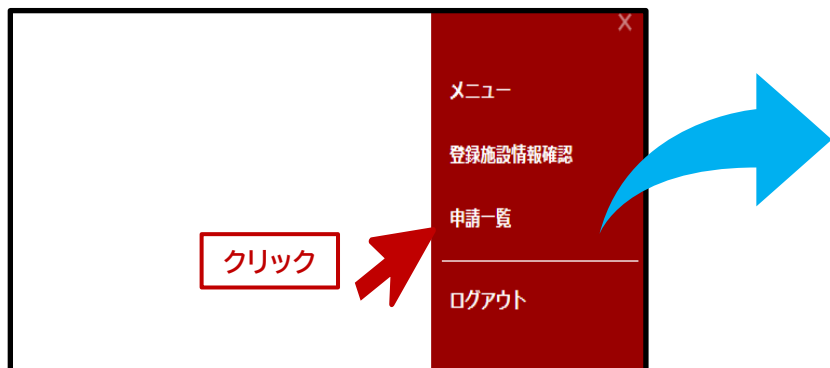 X
メニュー
登録施設情報確認
申請一覧
クリック
ログアウト